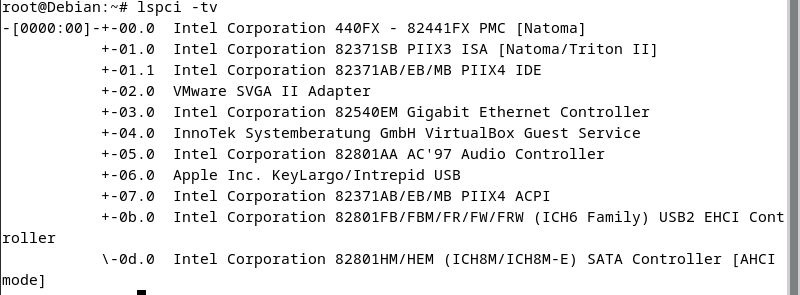 root@Debian:~# lspci -tv
-[0000:00]-+-00.0  Intel Corporation 440FX - 82441FX PMC [Natoma]
           +-01.0  Intel Corporation 82371SB PIIX3 ISA [Natoma/Triton II]
           +-01.1  Intel Corporation 82371AB/EB/MB PIIX4 IDE
           +-02.0  VMware SVGA II Adapter
           +-03.0  Intel Corporation 82540EM Gigabit Ethernet Controller
           +-04.0  InnoTek Systemberatung GmbH VirtualBox Guest Service
           +-05.0  Intel Corporation 82801AA AC'97 Audio Controller
           +-06.0  Apple Inc. KeyLargo/Intrepid USB
           +-07.0  Intel Corporation 82371AB/EB/MB PIIX4 ACPI
           +-0b.0  Intel Corporation 82801FB/FBM/FR/FW/FRW (ICH6 Family) USB2 EHCI Cont
roller
           \-0d.0  Intel Corporation 82801HM/HEM (ICH8M/ICH8M-E) SATA Controller [AHCI
mode]